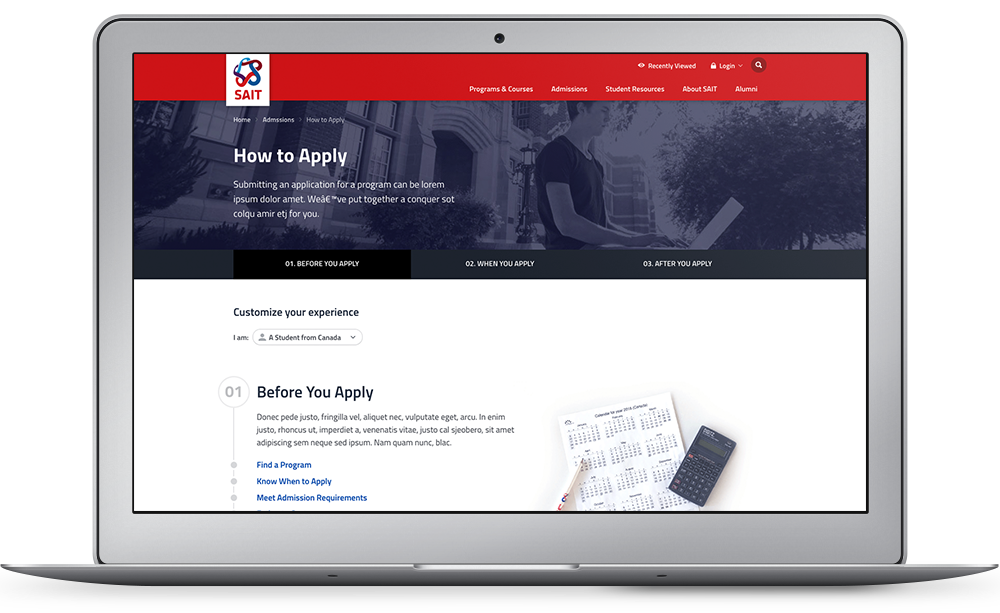 SAIT
Recently Viewed
Login
Programs & Courses
Admissions
Student Resources
About SAIT
Alumni
Home > Admssions > How to Apply
How to Apply
Submitting an application for a program can be lorem
ipsum dolor amet. Weâ€™ve put together a conquer sot
colqu amir etj for you.
01. BEFORE YOU APPLY
02. WHEN YOU APPLY
03. AFTER YOU APPLY
Customize your experience
I am:
A Student from Canada
01
Before You Apply
Donec pede justo, fringilla vel, aliquet nec, vulputate eget, arcu. In enim
justo, rhoncus ut, imperdiet a, venenatis vitae, justo cal sjeobero, sit amet
adipiscing sem neque sed ipsum. Nam quam nunc, blac.
Find a Program
Know When to Apply
Meet Admission Requirements